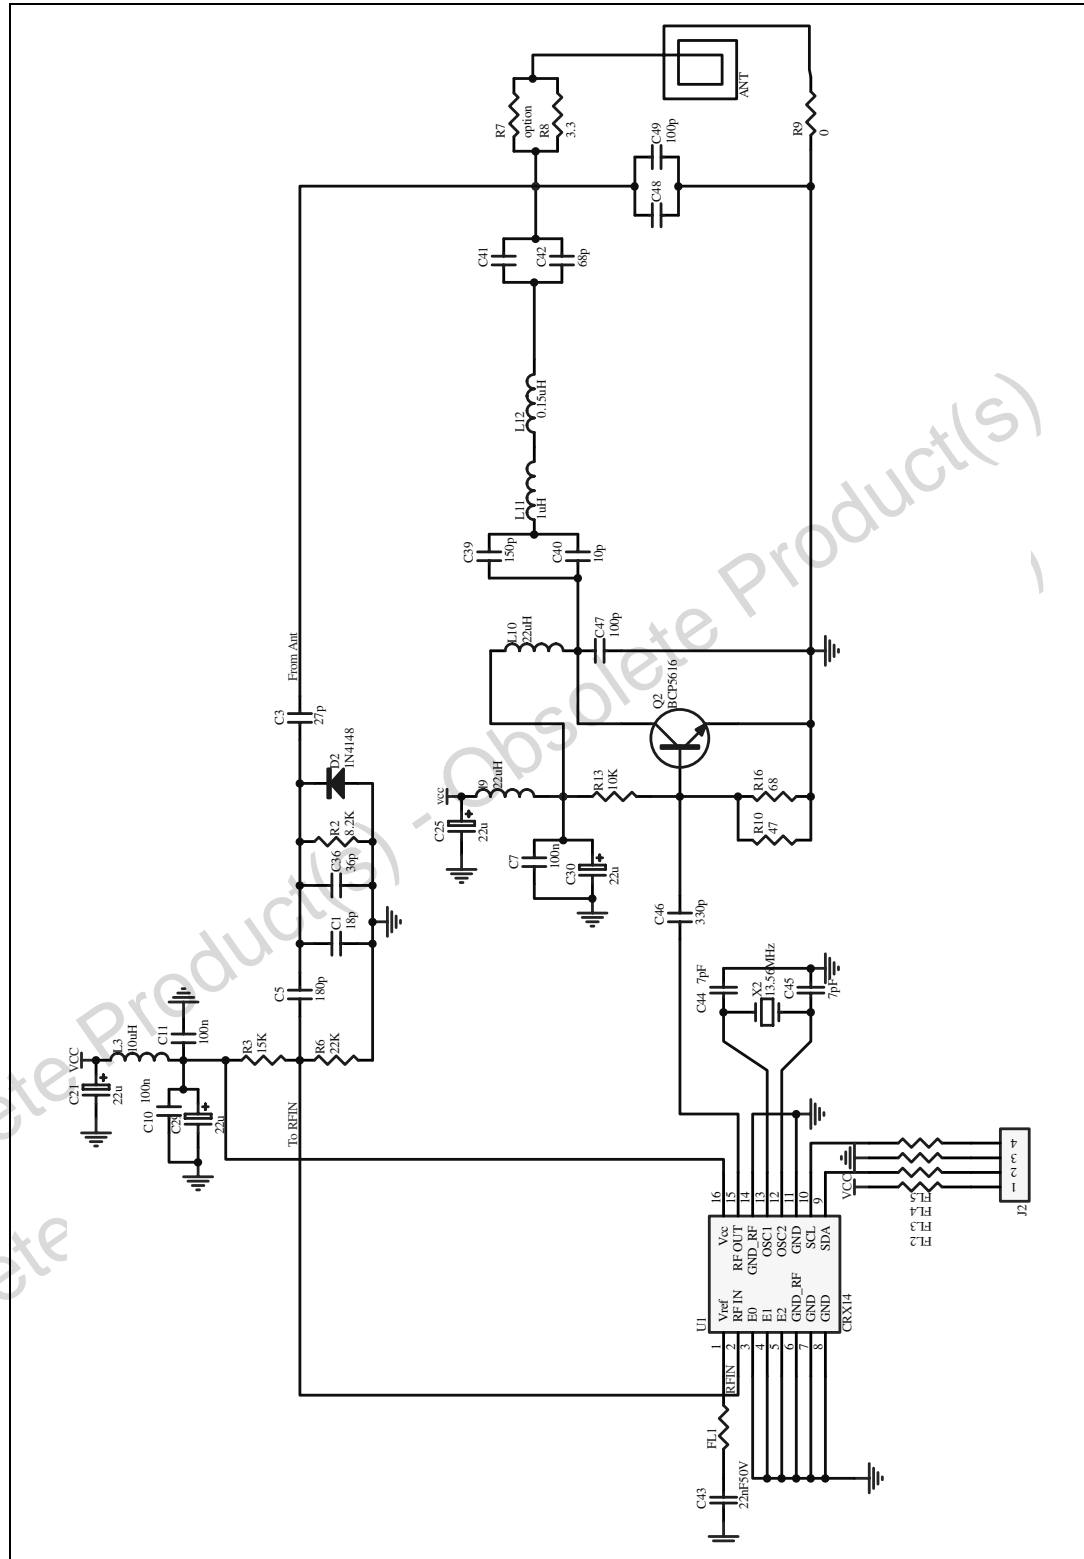 ANT
R7
option
R8
3.3
R9
0
C49
100p
C48
C41
C42
68p
L12
0.15uH
L11
1uH
C39
150p
C40
10p
From Ant
L10
22uH
C47
100p
Q2
BCP5616
C3
27p
D2
1N4148
R2
8.2K
C36
36p
C1
18p
C5
180p
vcc
22uH
C25
22u
R13
10K
R16
68
R10
47
C7
100n
C30
22u
C46
330p
VCC
L3
10uH
C11
100n
C21
22u
C10
100n
C29
22u
R3
15K
R6
22K
To RFIN
C44
7pF
X2
13.56MHz
C45
7pF
VCC
FL5
FL4
FL3
FL2
4
3
2
1
J2
U1
CRX14
16
15
14
13
12
11
10
9
Vcc
RF OUT
GND_RF
OSC1
OSC2
GND
SCL
SDA
Vref
RF IN
E0
E1
E2
GND_RF
GND
GND
1
2
3
4
5
6
7
8
RFIN
FL1
C43
22nF50V
ete Product(s) - Obsolete Product(s)
ete
)